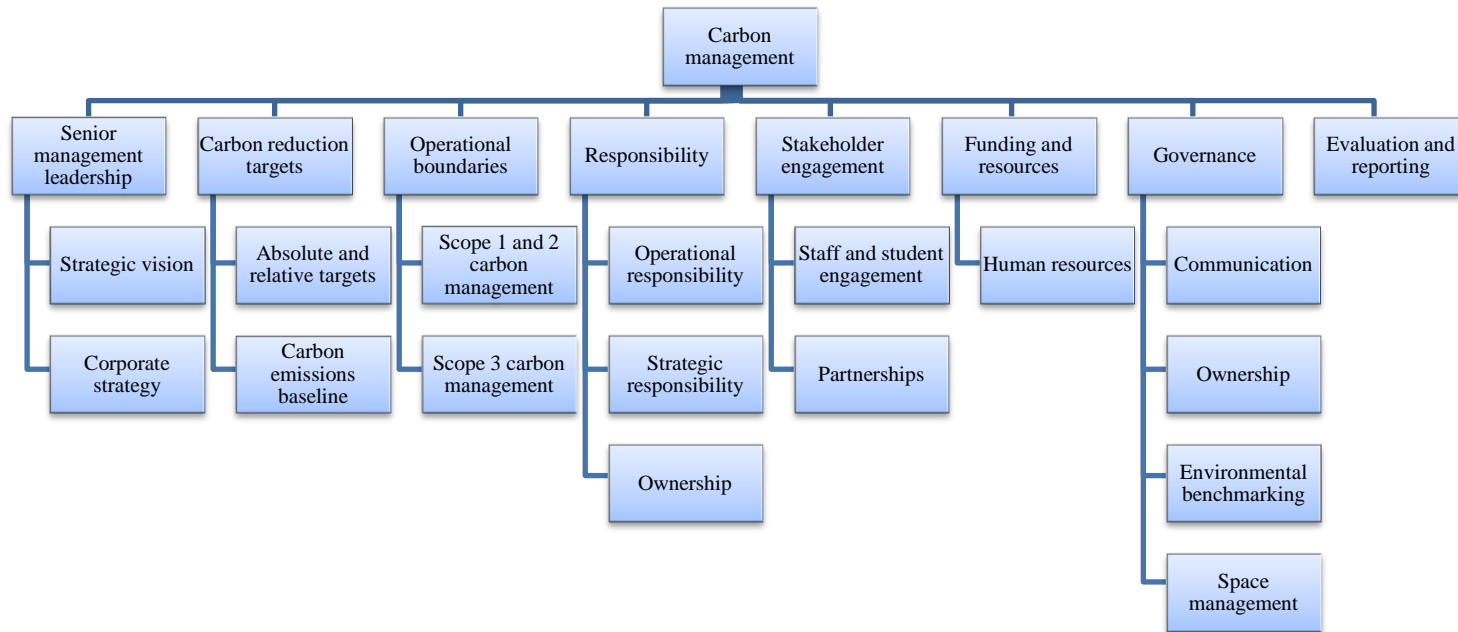 Carbon
management
Senior
management
leadership
Carbon reduction
targets
Operational
boundaries
Responsibility
Stakeholder
engagement
Funding and
resources
Governance
Evaluation and
reporting
Strategic vision
Absolute and
relative targets
Scope 1 and 2
carbon
management
Operational
responsibility
Staff and student
engagement
Human resources
Communication
Corporate
strategy
Carbon
emissions
baseline
Scope 3 carbon
management
Strategic
responsibility
Partnerships
Ownership
Ownership
Environmental
benchmarking
Space
management